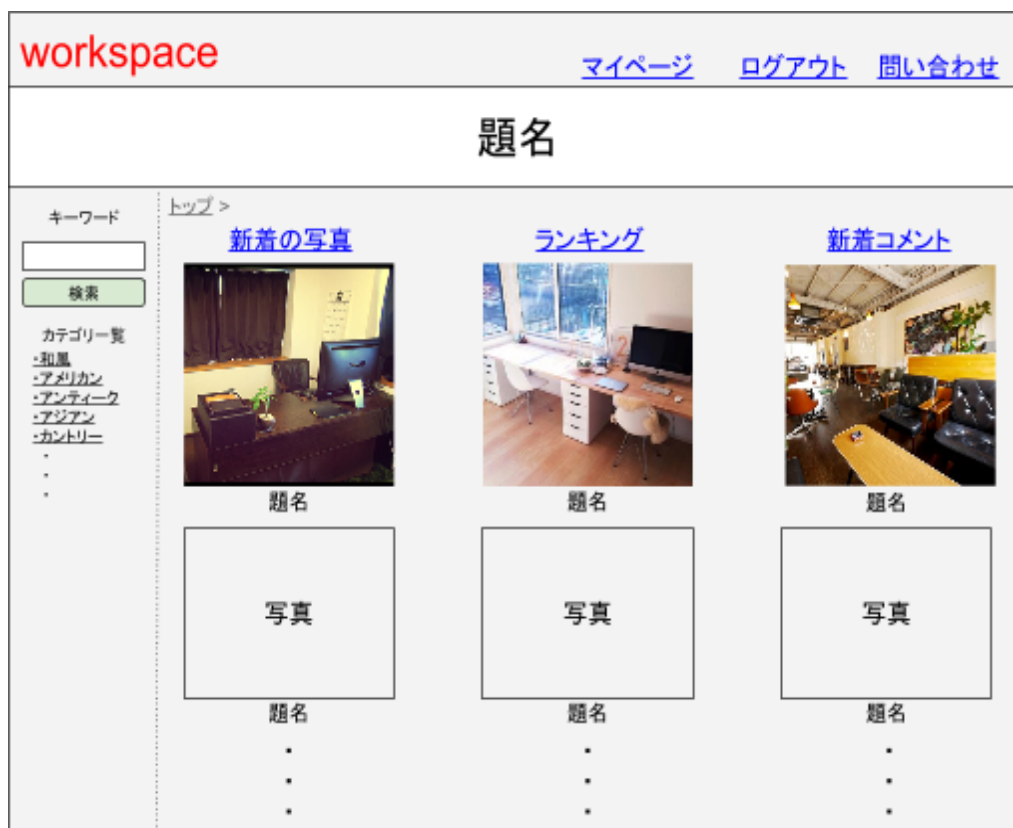 workspace
マイページ ログアウト 問い合わせ
題名
キーワード
検索
カテゴリ一覧
・和風
・アメリカン
・アンティーク
・アジアン
・カントリー
・
・
・
トップ >
新着の写真 ランキング 新着コメント
題名 題名 題名
写真 写真 写真
題名 題名 題名
・ ・ ・
・ ・ ・
・ ・ ・